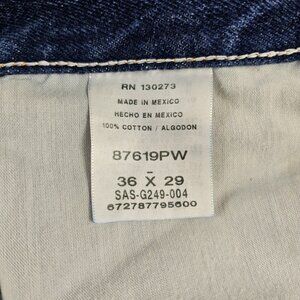 RN 130273
MADE IN MEXICO
HECHO EN MEXICO
100% COTTON / ALGODON
87619PW
-
36 X 29
SAS-G249-004
672787795600